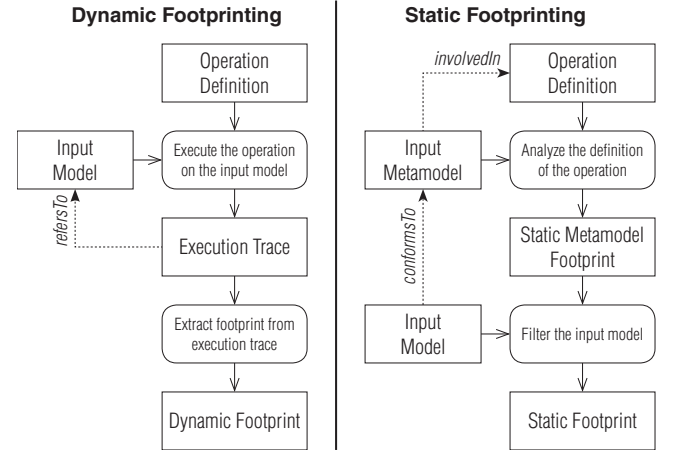 Dynamic Footprinting
Operation
Definition
Input
Model
Execute the operation
on the input model
refersTo
Execution Trace
Extract footprint from
execution trace
Dynamic Footprint
Static Footprinting
involvedIn
Operation
Definition
Input
Metamodel
Analyze the definition
of the operation
conformsTo
Static Metamodel
Footprint
Input
Model
Filter the input model
Static Footprint